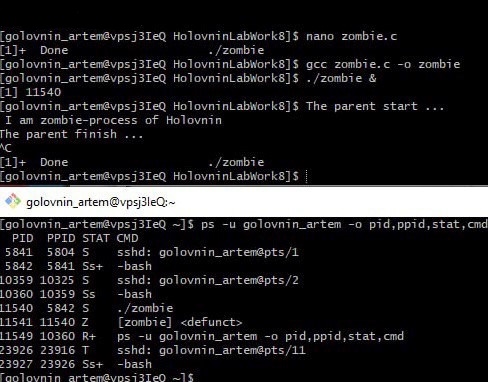 [golovnin_artem@vpsj3IeQ HolovninLabWork8]$ nano zombie.c
[1]+  Done                    ./zombie
[golovnin_artem@vpsj3IeQ HolovninLabWork8]$ gcc zombie.c -o zombie
[golovnin_artem@vpsj3IeQ HolovninLabWork8]$ ./zombie &
[1] 11540
[golovnin_artem@vpsj3IeQ HolovninLabWork8]$ The parent start ...
 I am zombie-process of Holovnin
The parent finish ...
^C
[1]+  Done                    ./zombie
[golovnin_artem@vpsj3IeQ HolovninLabWork8]$
golovnin_artem@vpsj3IeQ:~
[golovnin_artem@vpsj3IeQ ~]$ ps -u golovnin_artem -o pid,ppid,stat,cmd
  PID  PPID STAT CMD
 5841  5804 S    sshd: golovnin_artem@pts/1
 5842  5841 Ss+  -bash
10359 10325 S    sshd: golovnin_artem@pts/2
10360 10359 Ss   -bash
11540  5842 S    ./zombie
11541 11540 Z    [zombie] <defunct>
11549 10360 R+   ps -u golovnin_artem -o pid,ppid,stat,cmd
23926 23916 T    sshd: golovnin_artem@pts/11
23927 23926 Ss+  -bash
[golovnin_artem@vpsj3IeQ ~]$